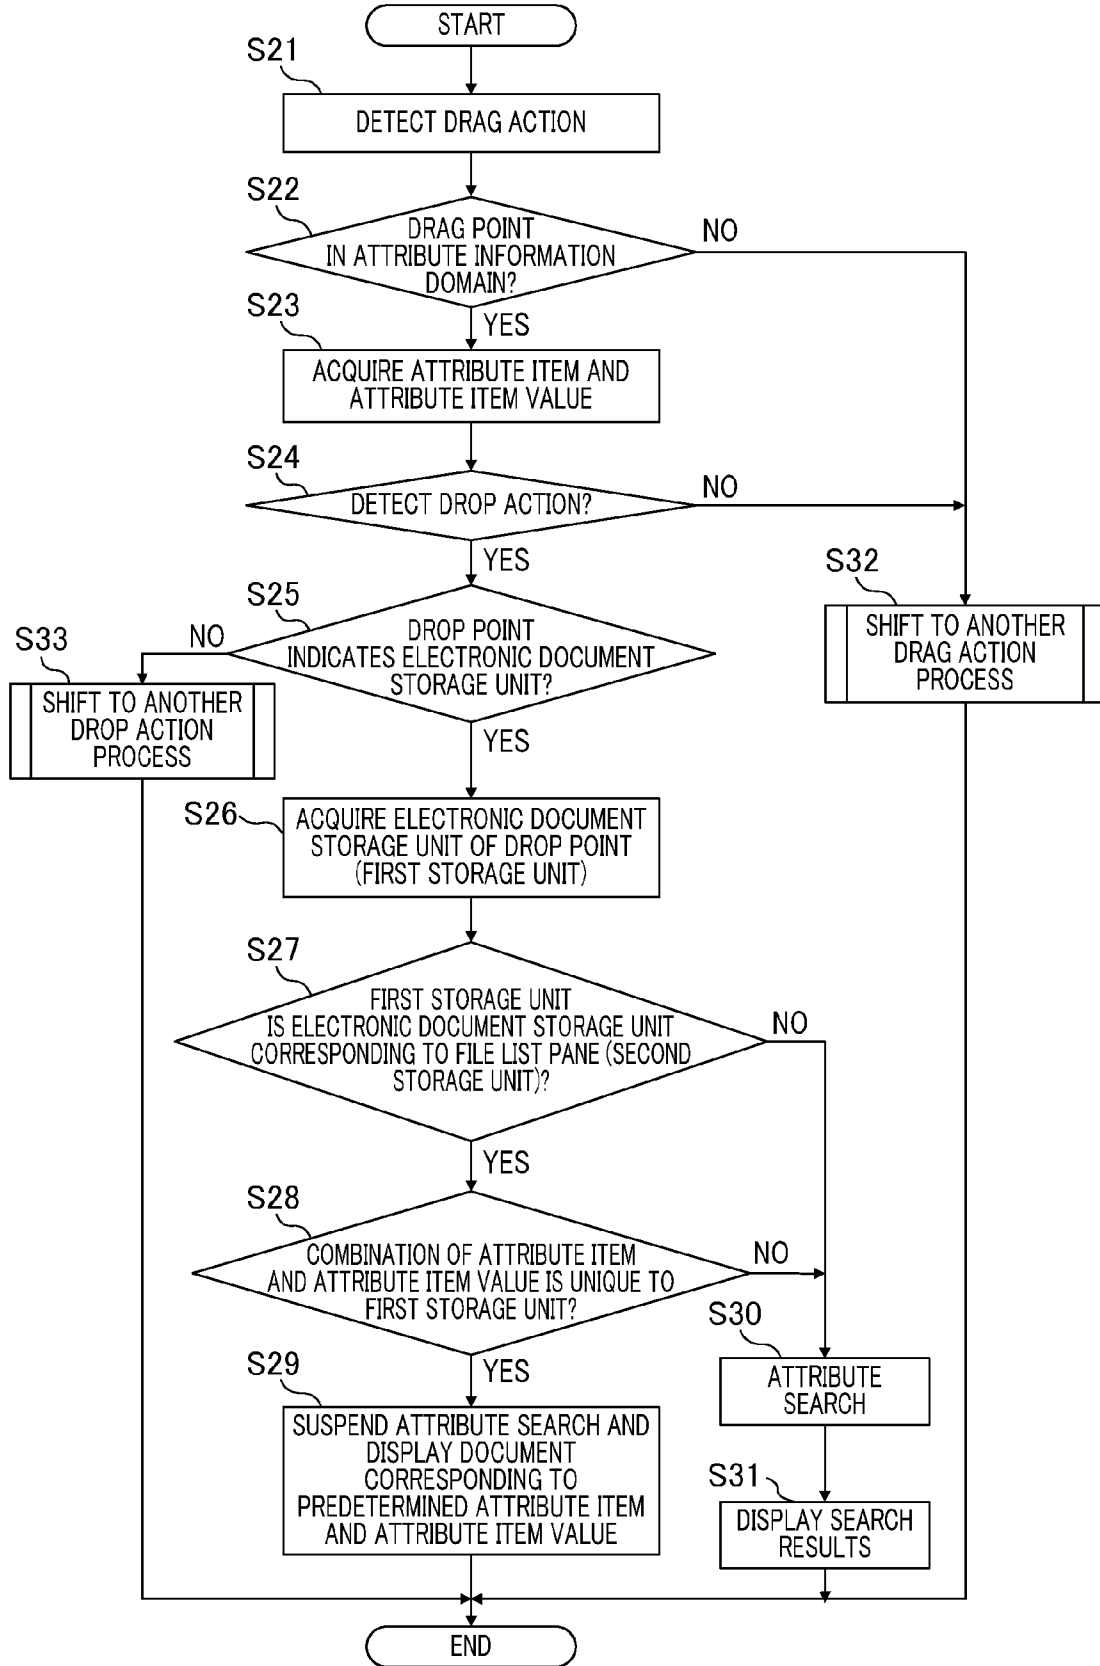 START
S21
DETECT DRAG ACTION
S22
DRAG POINT
IN ATTRIBUTE INFORMATION
DOMAIN?
NO
YES
S23
ACQUIRE ATTRIBUTE ITEM AND
ATTRIBUTE ITEM VALUE
S24
DETECT DROP ACTION?
NO
YES
S32
SHIFT TO ANOTHER
DRAG ACTION
PROCESS
S25
DROP POINT
INDICATES ELECTRONIC DOCUMENT
STORAGE UNIT?
NO
YES
S33
SHIFT TO ANOTHER
DROP ACTION
PROCESS
S26
ACQUIRE ELECTRONIC DOCUMENT
STORAGE UNIT OF DROP POINT
(FIRST STORAGE UNIT)
S27
FIRST STORAGE UNIT
IS ELECTRONIC DOCUMENT STORAGE UNIT
CORRESPONDING TO FILE LIST PANE (SECOND
STORAGE UNIT)?
NO
YES
S28
COMBINATION OF ATTRIBUTE ITEM
AND ATTRIBUTE ITEM VALUE IS UNIQUE TO
FIRST STORAGE UNIT?
NO
YES
S29
SUSPEND ATTRIBUTE SEARCH AND
DISPLAY DOCUMENT
CORRESPONDING TO
PREDETERMINED ATTRIBUTE ITEM
AND ATTRIBUTE ITEM VALUE
S30
ATTRIBUTE
SEARCH
S31
DISPLAY SEARCH
RESULTS
END